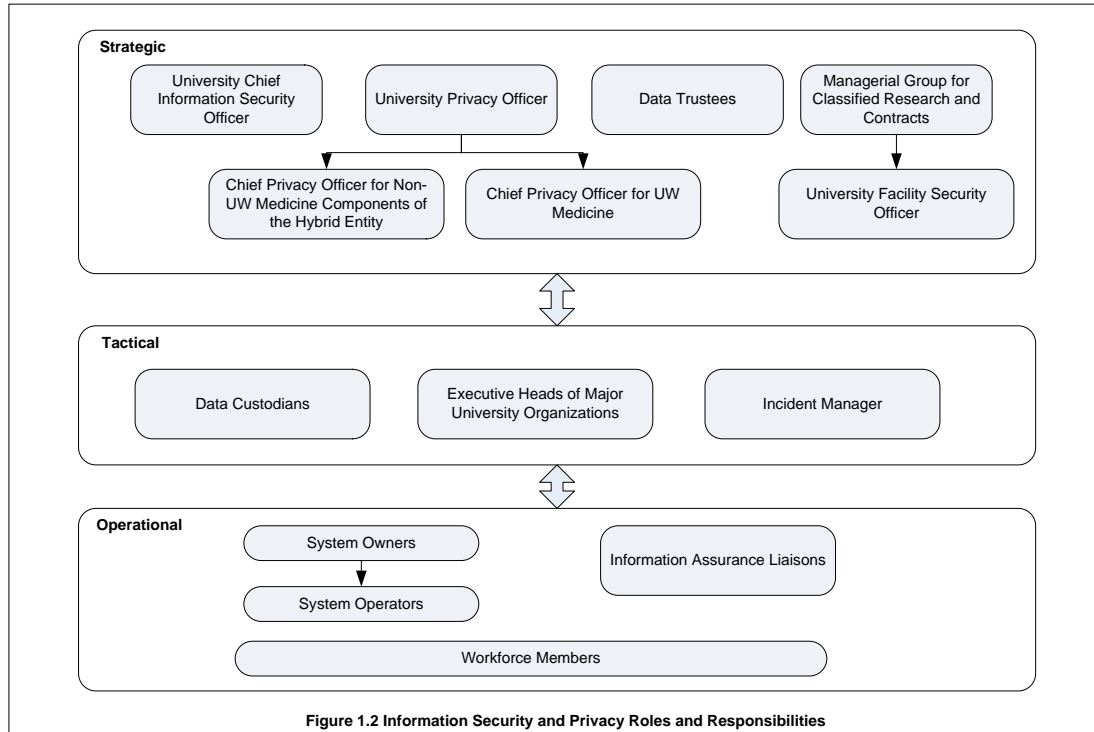 Strategic
University Chief
Information Security
Officer
University Privacy Officer
Data Trustees
Managerial Group for
Classified Research and
Contracts
Chief Privacy Officer for Non-
UW Medicine Components of
the Hybrid Entity
Chief Privacy Officer for UW
Medicine
University Facility Security
Officer
Tactical
Data Custodians
Executive Heads of Major
University Organizations
Incident Manager
Operational
System Owners
Information Assurance Liaisons
System Operators
Workforce Members
Figure 1.2 Information Security and Privacy Roles and Responsibilities